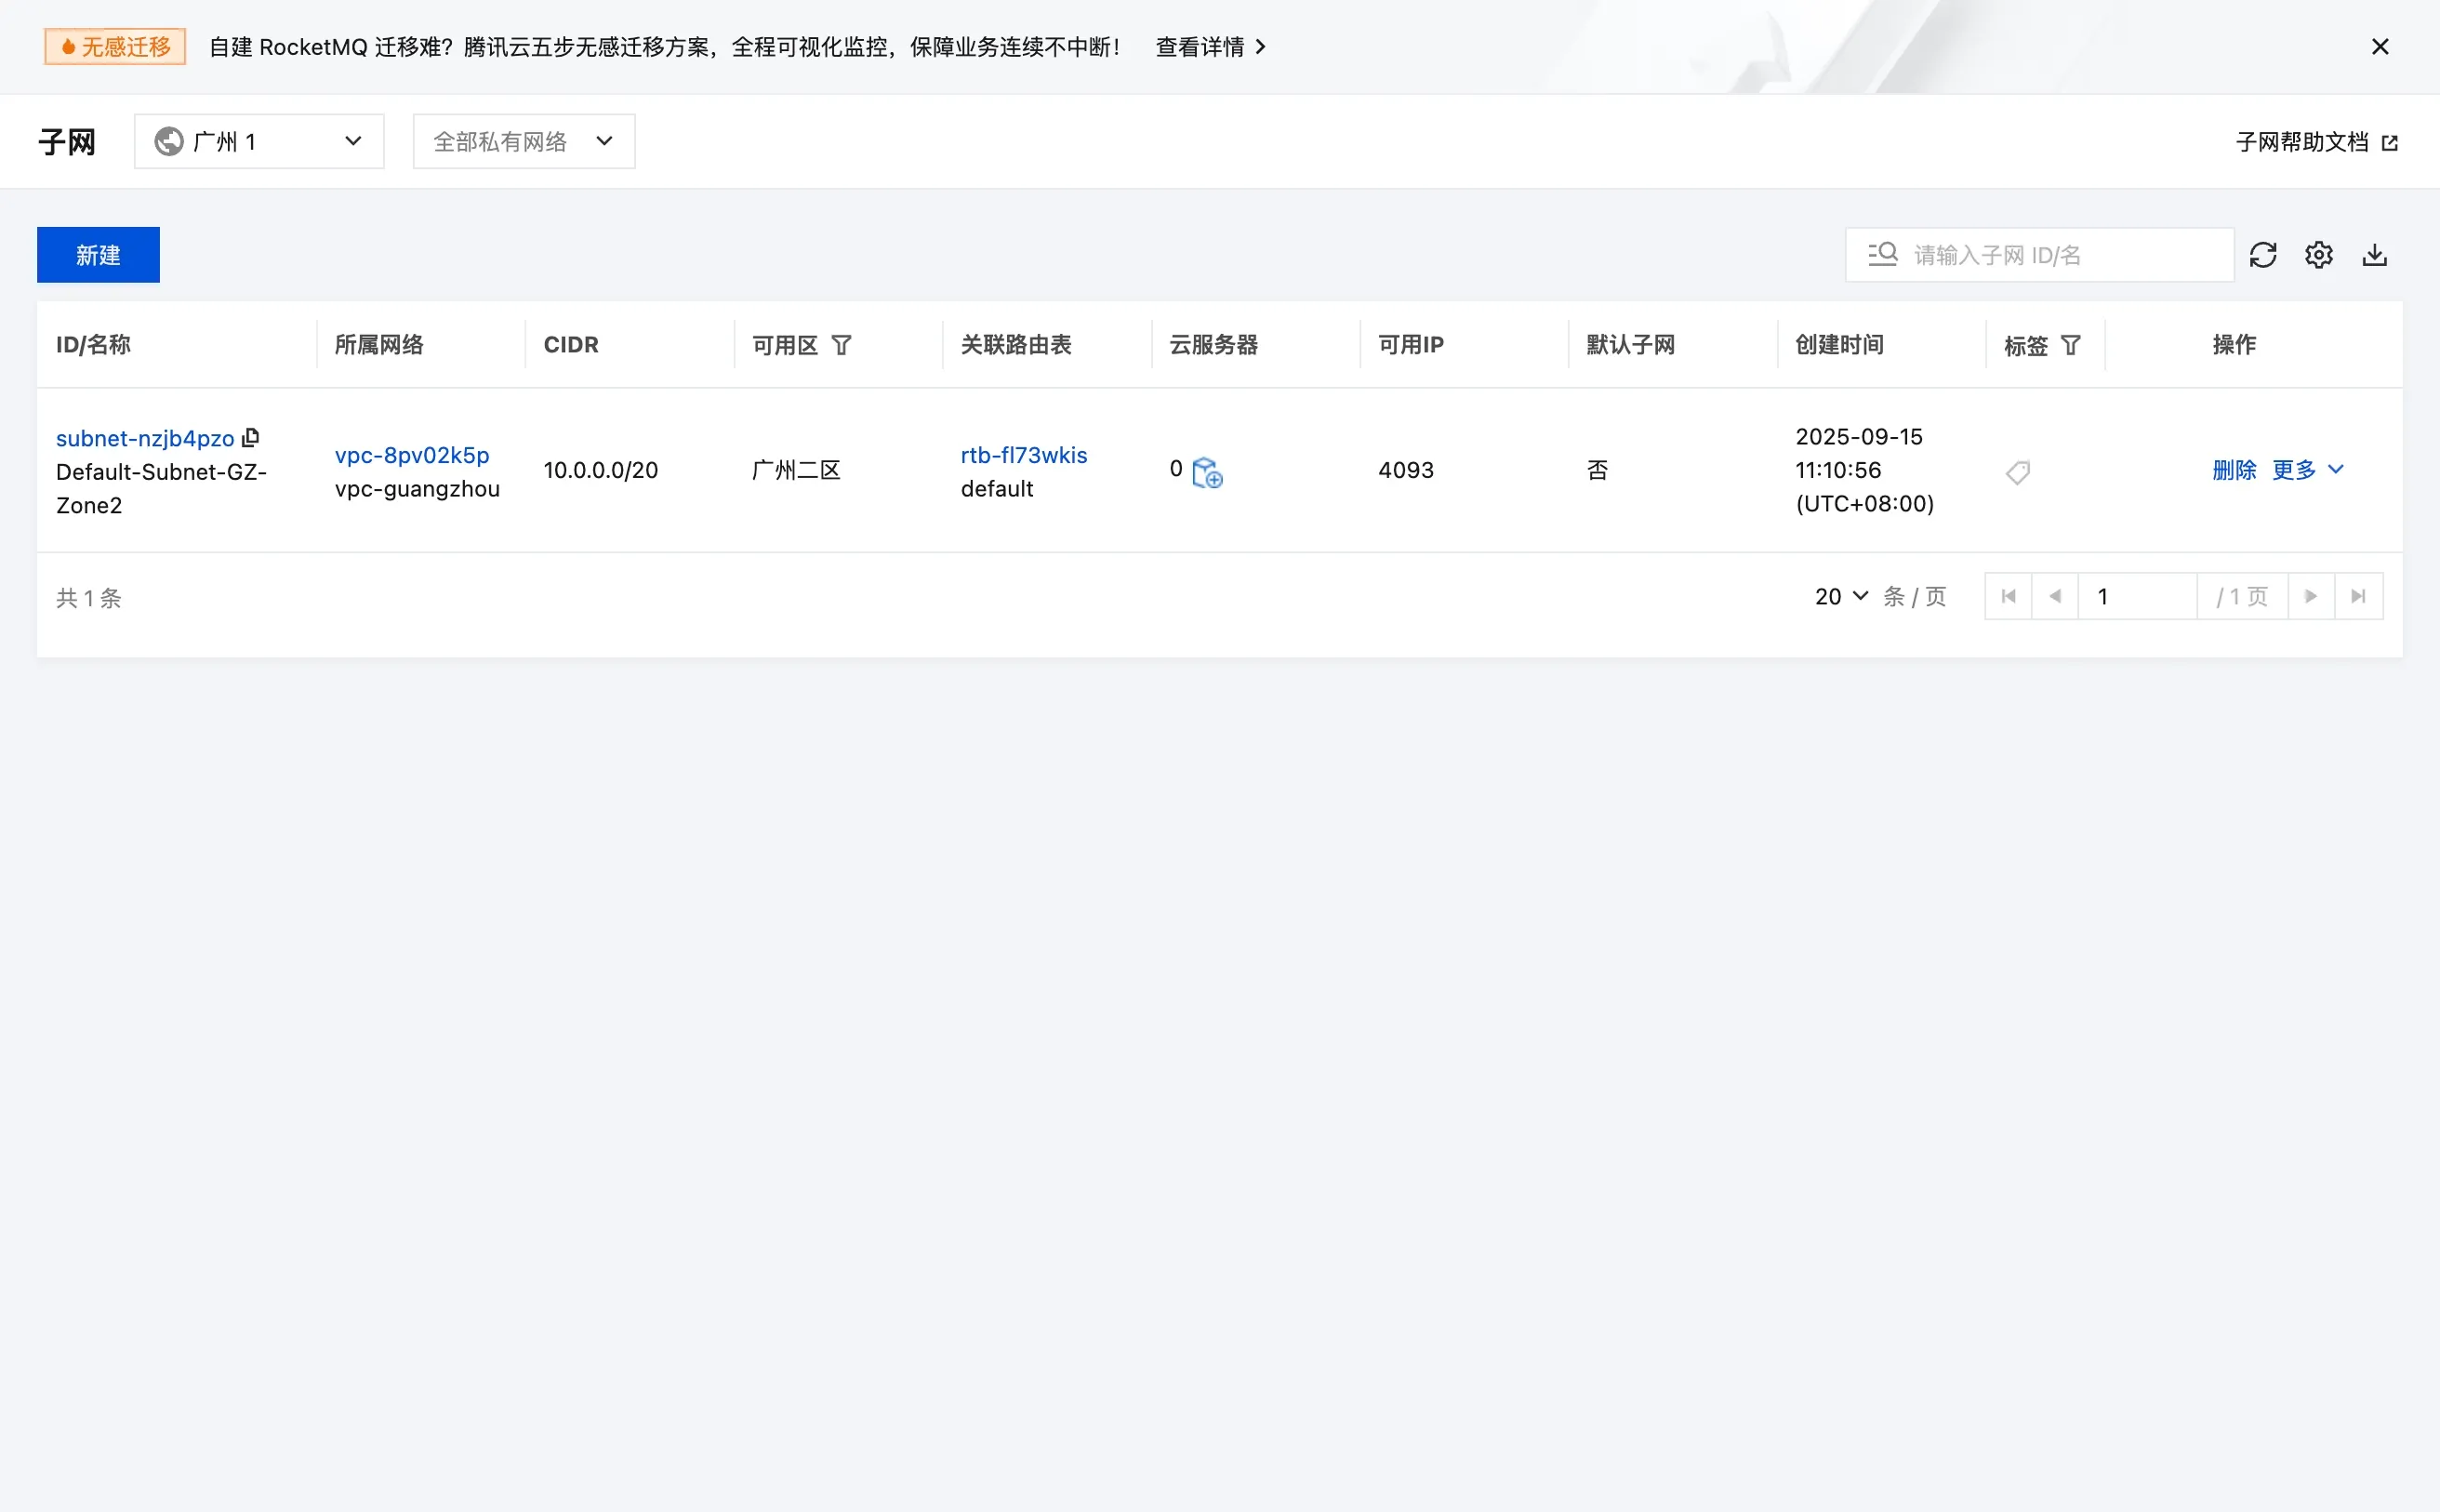 无感迁移 自建 RocketMQ 迁移难？腾讯云五步无感迁移方案，全程可视化监控，保障业务连续不中断！ 查看详情
子网 广州 1 全部私有网络 子网帮助文档
新建 请输入子网 ID/名
ID/名称 所属网络 CIDR 可用区 关联路由表 云服务器 可用IP 默认子网 创建时间 标签 操作
subnet-nzjb4pzo
Default-Subnet-GZ-
Zone2
vpc-8pv02k5p
vpc-guangzhou
10.0.0.0/20
广州二区
rtb-fl73wkis
default
0
4093
否
2025-09-15
11:10:56
(UTC+08:00)
删除 更多
共 1 条 20 条 / 页 1 / 1 页